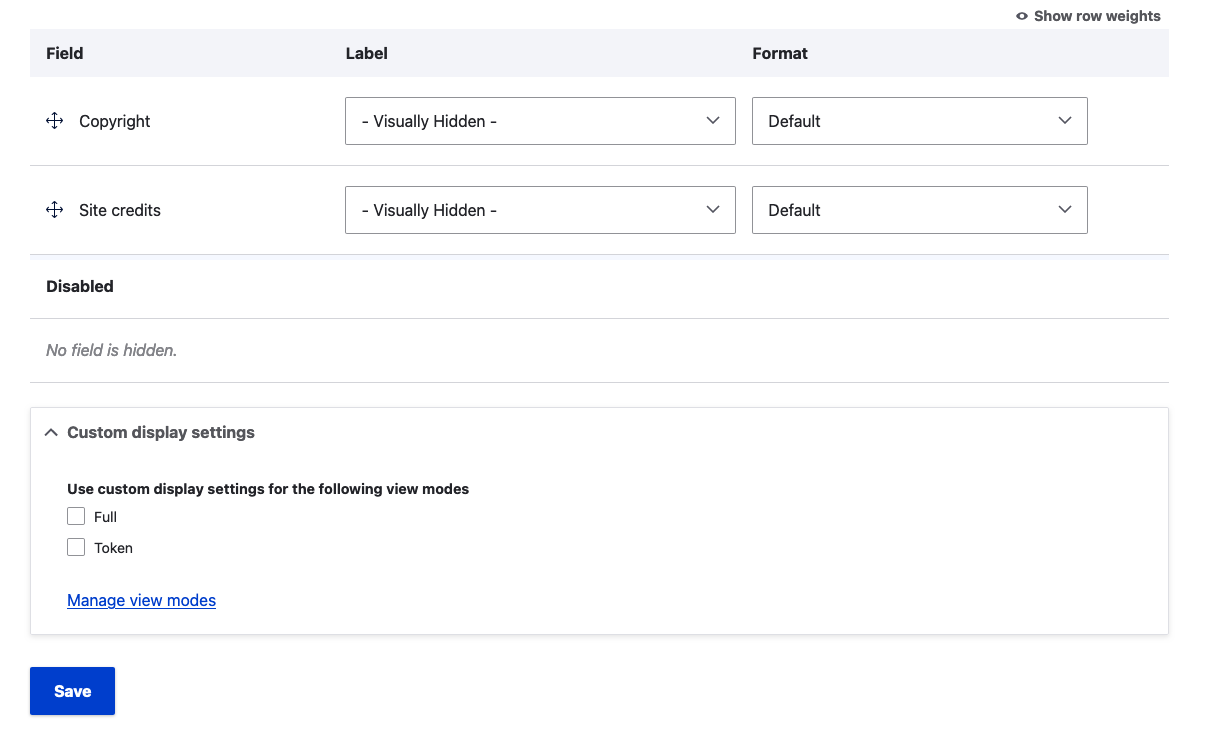 Show row weights
Field Label Format
Copyright - Visually Hidden - Default
Site credits - Visually Hidden - Default
Disabled
No field is hidden.
Custom display settings
Use custom display settings for the following view modes
Full
Token
Manage view modes
Save